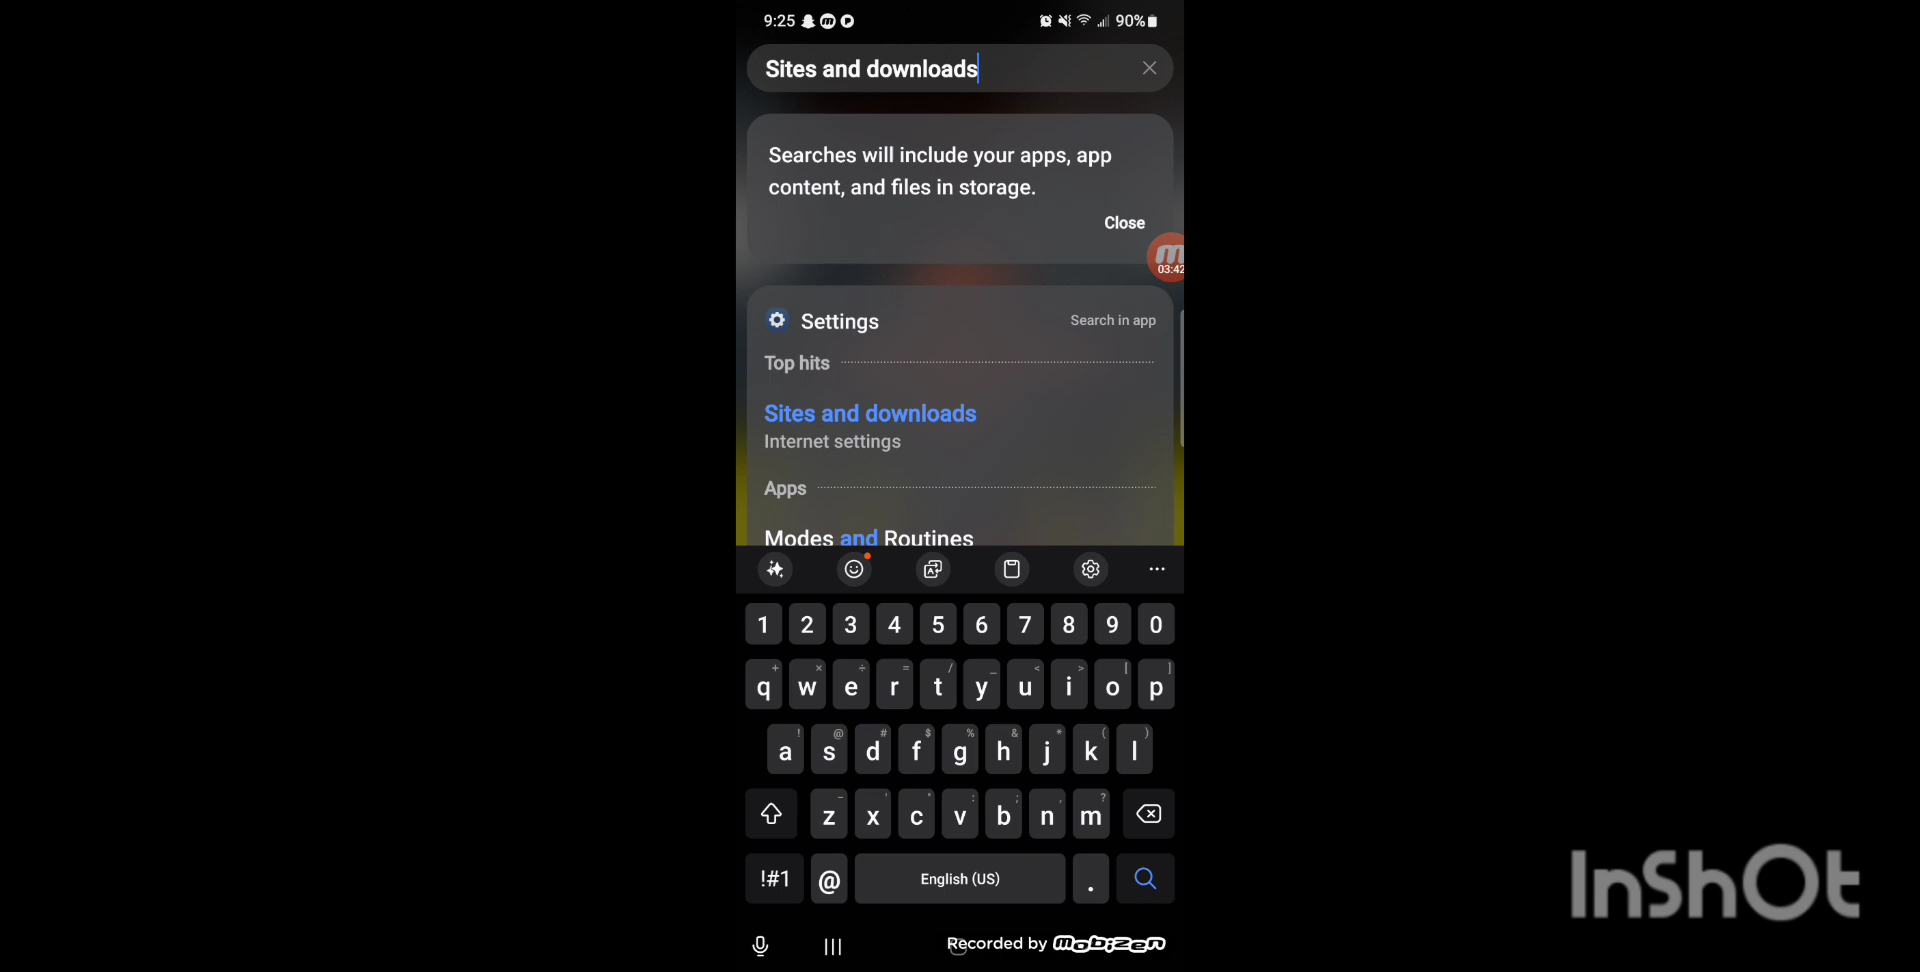 9:25
90%
Sites and downloads
Searches will include your apps, app
content, and files in storage.
Close
03:42
Settings
Search in app
Top hits
Sites and downloads
Internet settings
Apps
Modes and Routines
1 2 3 4 5 6 7 8 9 0
+ × ÷ = / _ < > [ ]
q w e r t y u i o p
! @ # $ % & * ( )
a s d f g h j k l
- ' " : ; , ?
z x c v b n m
!#1 @ English (US) .
Recorded by mobizen
InShOt